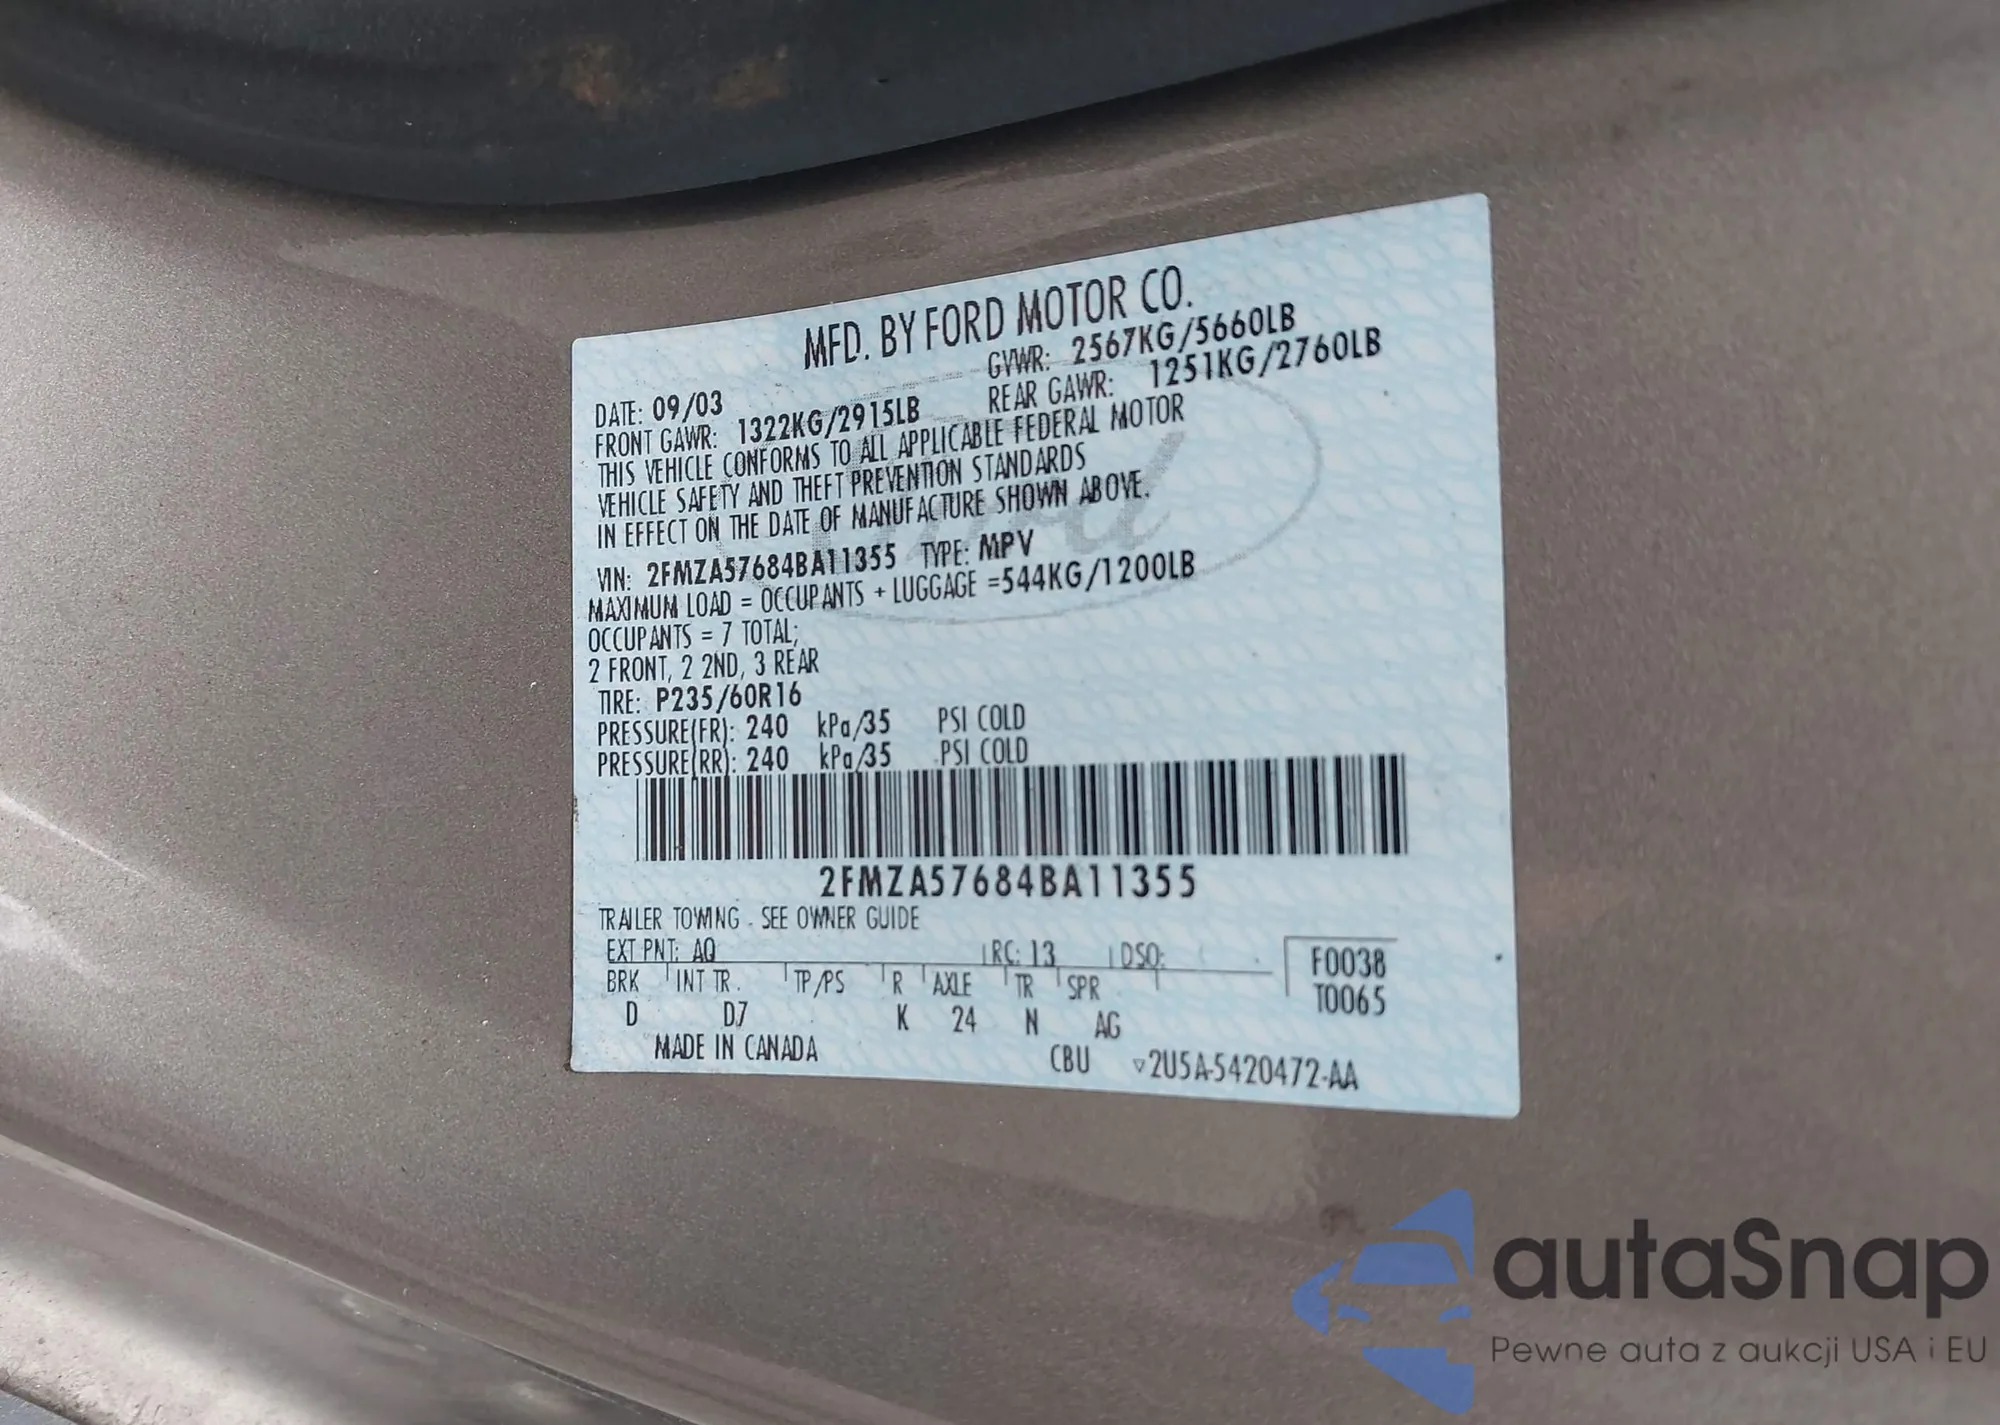 MFD. BY FORD MOTOR CO.
DATE: 09/03 GVWR: 2567KG/5660LB
FRONT GAWR: 1322KG/2915LB REAR GAWR: 1251KG/2760LB
THIS VEHICLE CONFORMS TO ALL APPLICABLE FEDERAL MOTOR
VEHICLE SAFETY AND THEFT PREVENTION STANDARDS
IN EFFECT ON THE DATE OF MANUFACTURE SHOWN ABOVE.
VIN: 2FMZA57684BA11355 TYPE: MPV
MAXIMUM LOAD = OCCUPANTS + LUGGAGE =544KG/1200LB
OCCUPANTS = 7 TOTAL;
2 FRONT, 2 2ND, 3 REAR
TIRE: P235/60R16
PRESSURE(FR): 240 kPa/35 PSI COLD
PRESSURE(RR): 240 kPa/35 PSI COLD
2FMZA57684BA11355
TRAILER TOWING - SEE OWNER GUIDE
EXT PNT: AQ RC: 13 DSO: F0038
BRK INT TR. TP/PS R AXLE TR SPR T0065
D D7 K 24 N AG
MADE IN CANADA CBU ▽2U5A-5420472-AA
Ford
autaSnap
Pewne auta z aukcji USA i EU